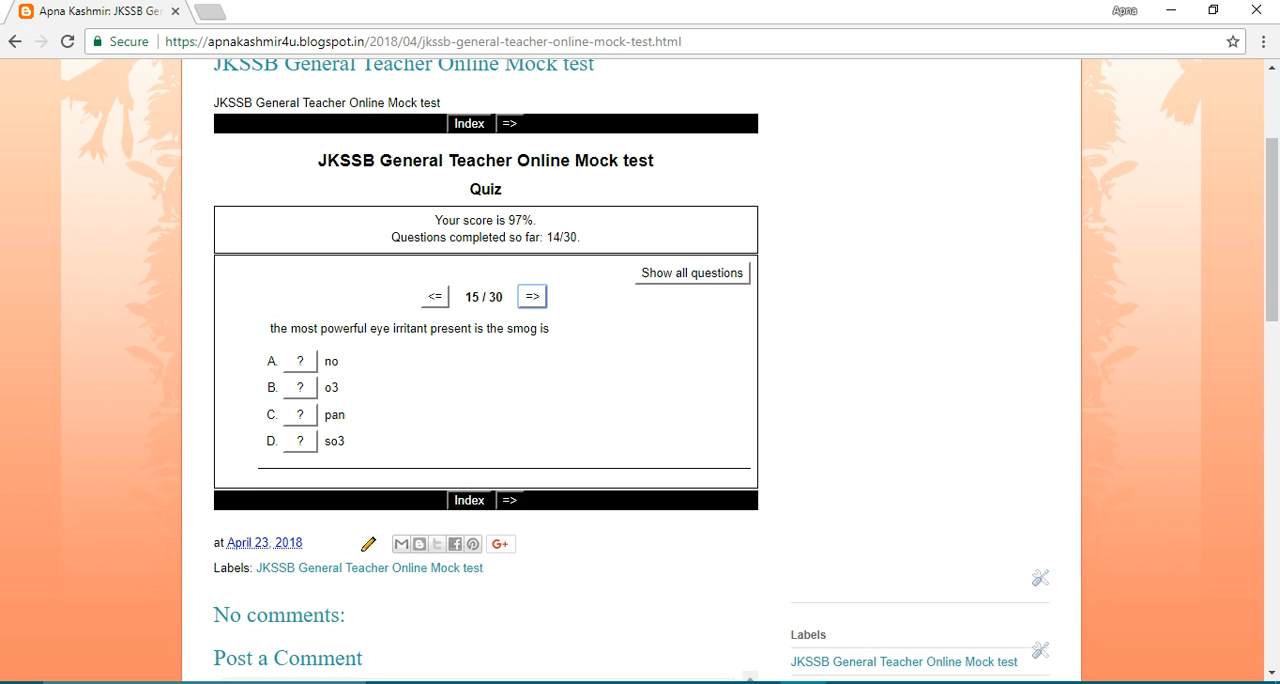 Apna Kashmir: JKSSB Ger
Apna
Secure https://apnakashmir4u.blogspot.in/2018/04/jkssb-general-teacher-online-mock-test.html
JKSSB General Teacher Online Mock test
JKSSB General Teacher Online Mock test
Index =>
JKSSB General Teacher Online Mock test
Quiz
Your score is 97%.
Questions completed so far: 14/30.
Show all questions
<= 15 / 30 =>
the most powerful eye irritant present is the smog is
A. ? no
B. ? o3
C. ? pan
D. ? so3
Index =>
at April 23, 2018
G+
Labels: JKSSB General Teacher Online Mock test
No comments:
Post a Comment
Labels
JKSSB General Teacher Online Mock test